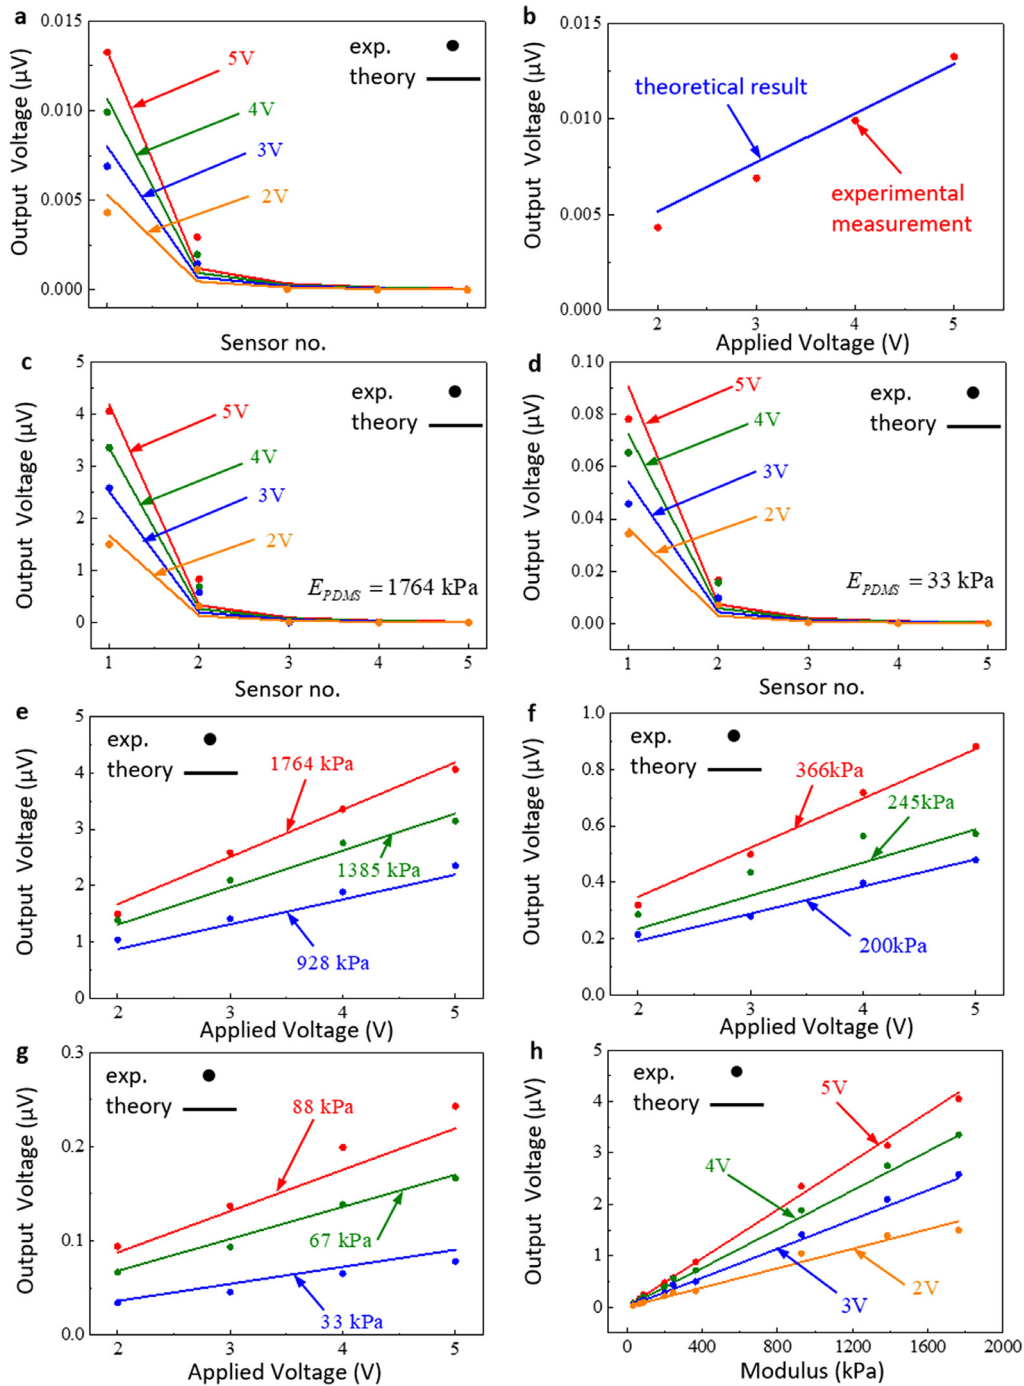 a
Output Voltage (μV)
0.015
0.010
0.005
0.000
exp.
theory
5V
4V
3V
2V
Sensor no.
b
Output Voltage (μV)
0.015
0.010
0.005
0.000
theoretical result
experimental
measurement
2 3 4 5
Applied Voltage (V)
c
Output Voltage (μV)
5
4
3
2
1
0
exp.
theory
5V
4V
3V
2V
E_PDMS = 1764 kPa
1 2 3 4 5
Sensor no.
d
Output Voltage (μV)
0.10
0.08
0.06
0.04
0.02
0.00
exp.
theory
5V
4V
3V
2V
E_PDMS = 33 kPa
1 2 3 4 5
Sensor no.
e
Output Voltage (μV)
5
4
3
2
1
0
exp.
theory
1764 kPa
1385 kPa
928 kPa
2 3 4 5
Applied Voltage (V)
f
Output Voltage (μV)
1.0
0.8
0.6
0.4
0.2
0.0
exp.
theory
366kPa
245kPa
200kPa
2 3 4 5
Applied Voltage (V)
g
Output Voltage (μV)
0.3
0.2
0.1
0.0
exp.
theory
88 kPa
67 kPa
33 kPa
2 3 4 5
Applied Voltage (V)
h
Output Voltage (μV)
5
4
3
2
1
0
exp.
theory
5V
4V
3V
2V
0 400 800 1200 1600 2000
Modulus (kPa)